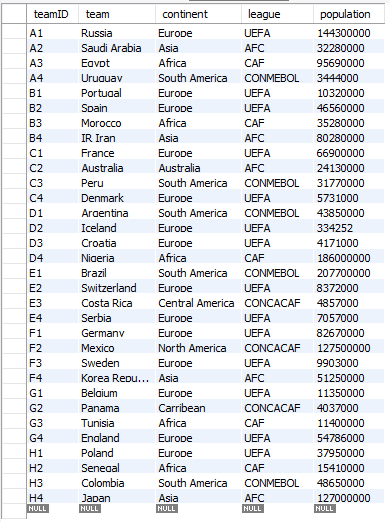 teamID team continent league population
A1 Russia Europe UEFA 144300000
A2 Saudi Arabia Asia AFC 32280000
A3 Egypt Africa CAF 95690000
A4 Uruguay South America CONMEBOL 3444000
B1 Portugal Europe UEFA 10320000
B2 Spain Europe UEFA 46560000
B3 Morocco Africa CAF 35280000
B4 IR Iran Asia AFC 80280000
C1 France Europe UEFA 66900000
C2 Australia Australia AFC 24130000
C3 Peru South America CONMEBOL 31770000
C4 Denmark Europe UEFA 5731000
D1 Argentina South America CONMEBOL 43850000
D2 Iceland Europe UEFA 334252
D3 Croatia Europe UEFA 4171000
D4 Nigeria Africa CAF 186000000
E1 Brazil South America CONMEBOL 207700000
E2 Switzerland Europe UEFA 8372000
E3 Costa Rica Central America CONCACAF 4857000
E4 Serbia Europe UEFA 7057000
F1 Germany Europe UEFA 82670000
F2 Mexico North America CONCACAF 127500000
F3 Sweden Europe UEFA 9903000
F4 Korea Repu... Asia AFC 51250000
G1 Belgium Europe UEFA 11350000
G2 Panama Carribean CONCACAF 4037000
G3 Tunisia Africa CAF 11400000
G4 England Europe UEFA 54786000
H1 Poland Europe UEFA 37950000
H2 Senegal Africa CAF 15410000
H3 Colombia South America CONMEBOL 48650000
H4 Japan Asia AFC 127000000
NULL NULL NULL NULL NULL